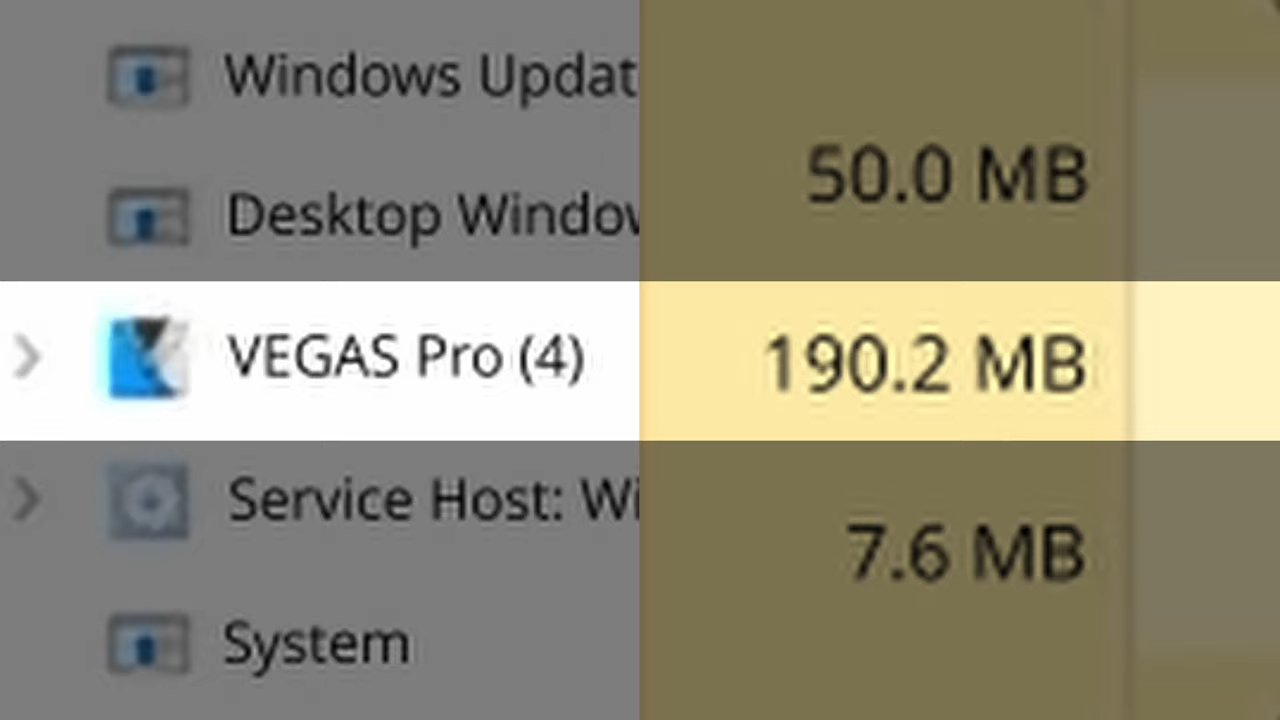 Windows Updat
50.0 MB
Desktop Window
VEGAS Pro (4)
190.2 MB
Service Host: Wi
7.6 MB
System